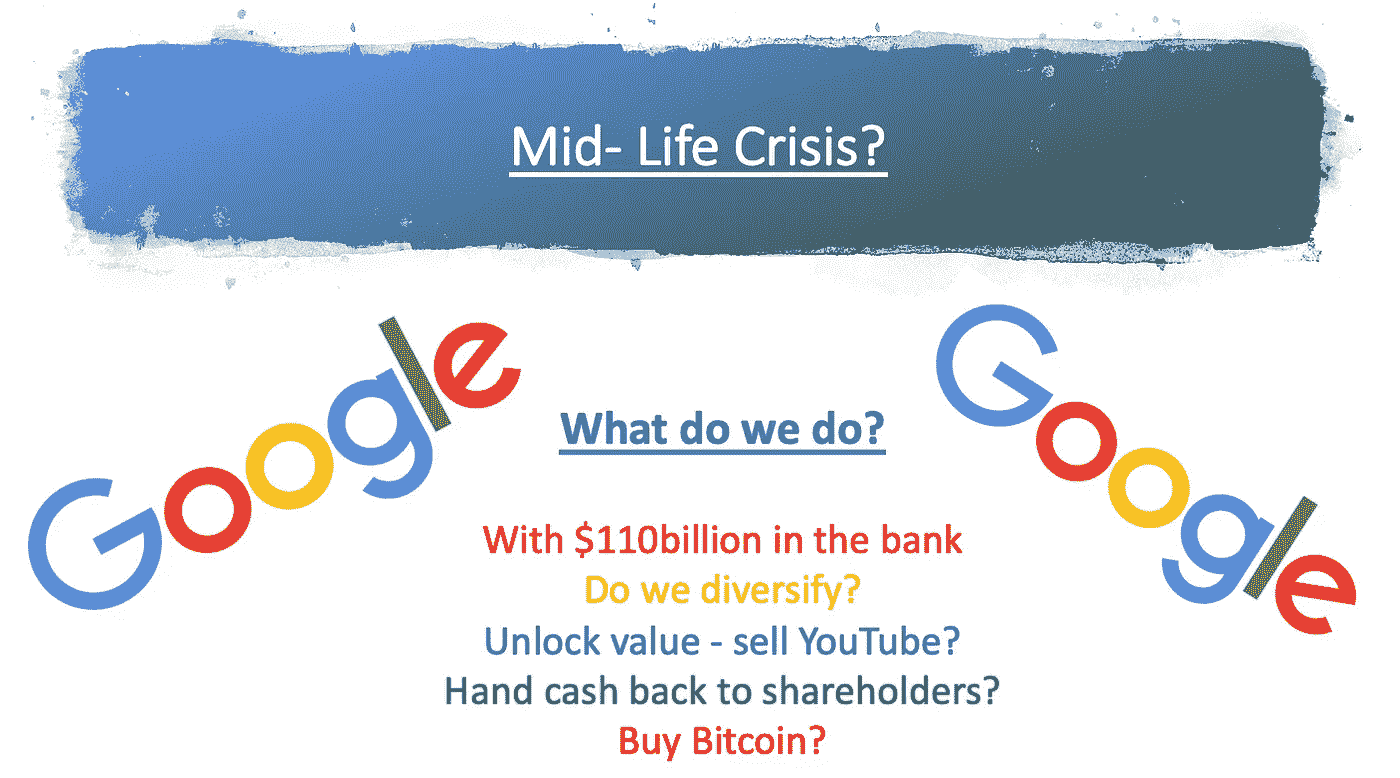 Mid- Life Crisis?
Google
Google
What do we do?
With $110billion in the bank
Do we diversify?
Unlock value - sell YouTube?
Hand cash back to shareholders?
Buy Bitcoin?